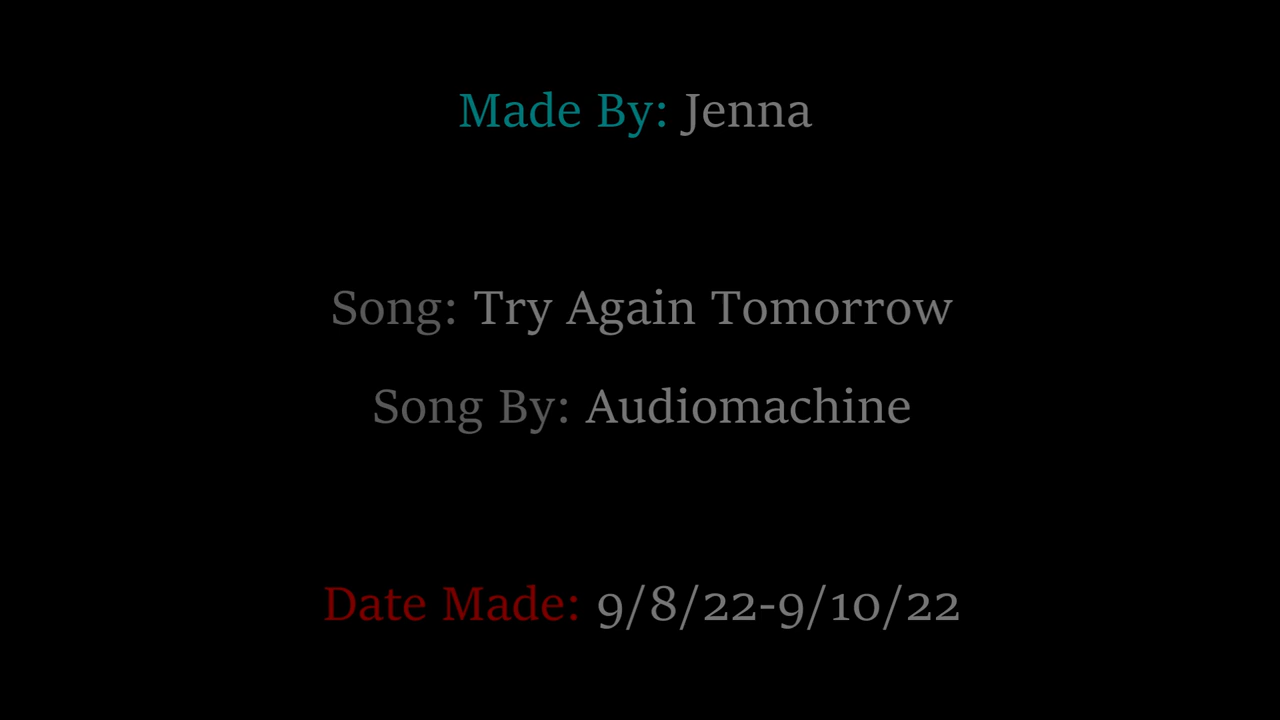 Made By: Jenna
Song: Try Again Tomorrow
Song By: Audiomachine
Date Made: 9/8/22-9/10/22